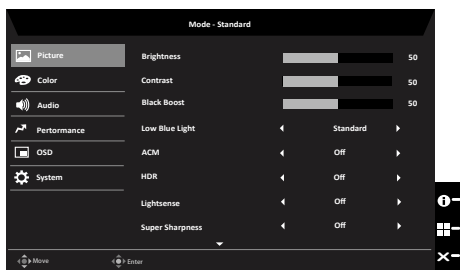 Mode - Standard
Picture
Brightness 50
Color
Contrast 50
Audio
Black Boost 50
Pertormance
Low Blue Light Standard
OSD
ACM Off
System
HDR Off
Lightsense Off
Super Sharpness Off
Move Enter